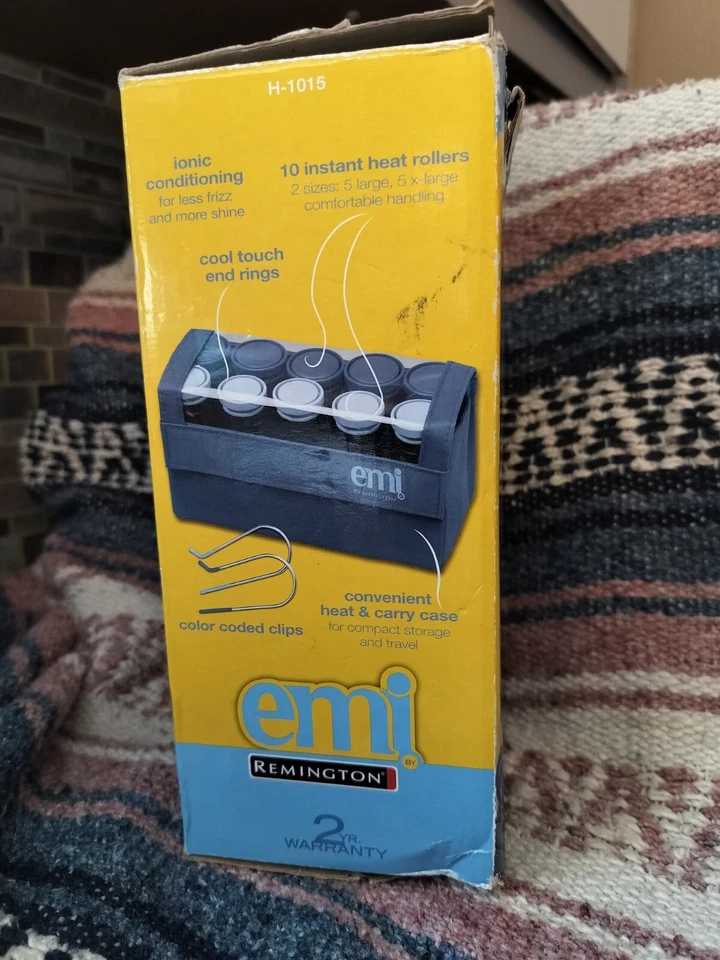 H-1015
ionic
conditioning
for less frizz
and more shine
10 instant heat rollers
2 sizes: 5 large, 5 x-large
comfortable handling
cool touch
end rings
emi
REMINGTON
color coded clips
convenient
heat & carry case
for compact storage
and travel
emi
BY
REMINGTON®
2 YR.
WARRANTY